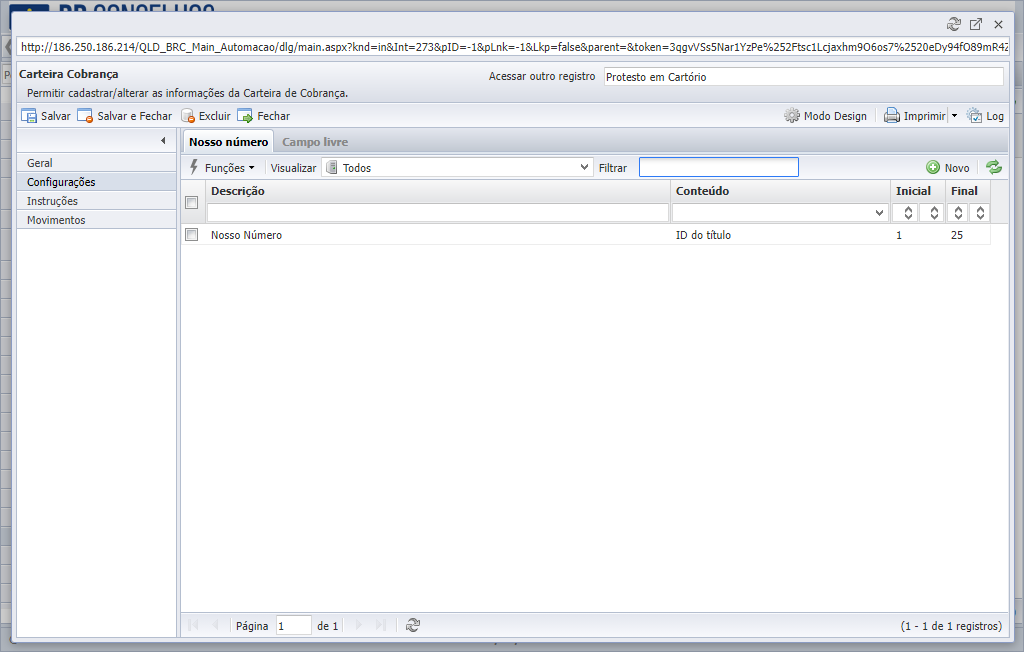 BR CONSELHOS
http://186.250.186.214/QLD_BRC_Main_Automacao/dlg/main.aspx?knd=in&Int=273&pID=-1&pLnk=-1&Lkp=false&parent=&token=3qgvVSs5Nar1YzPe%252Ftsc1Lcjaxhm9O6os7%2520eDy94fO89mR4Z
Carteira Cobrança
Acessar outro registro Protesto em Cartório
Permitir cadastrar/alterar as informações da Carteira de Cobrança.
Salvar Salvar e Fechar Excluir Fechar Modo Design Imprimir Log
Nosso número Campo livre
Geral
Configurações
Instruções
Movimentos
Funções Visualizar Todos Filtrar Novo
Descrição Conteúdo Inicial Final
Nosso Número ID do título 1 25
Página 1 de 1 (1 - 1 de 1 registros)